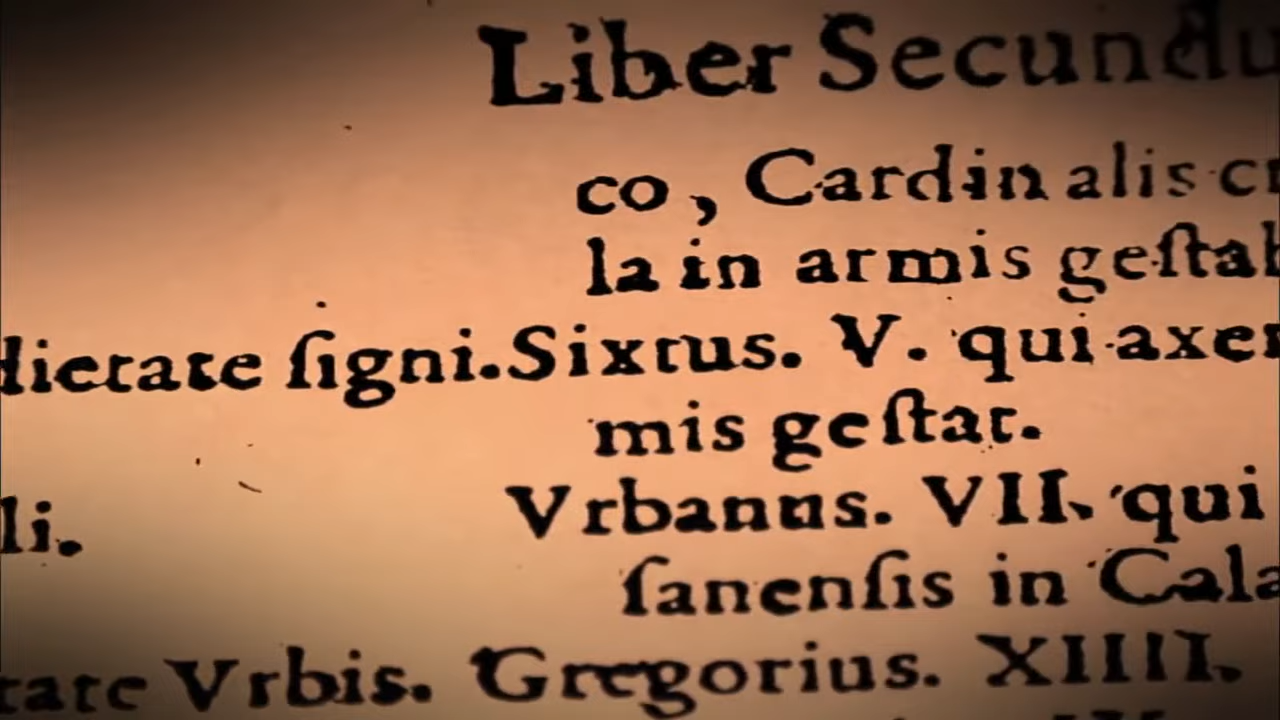 Liber Secundu
co, Cardinalis cr
la in armis geſtab
dietate ſigni. Sixtus. V. qui axem
mis geſtat.
li. Vrbanus. VII. qui
ſanenſis in Cala
tate Vrbis. Gregorius. XIIII.